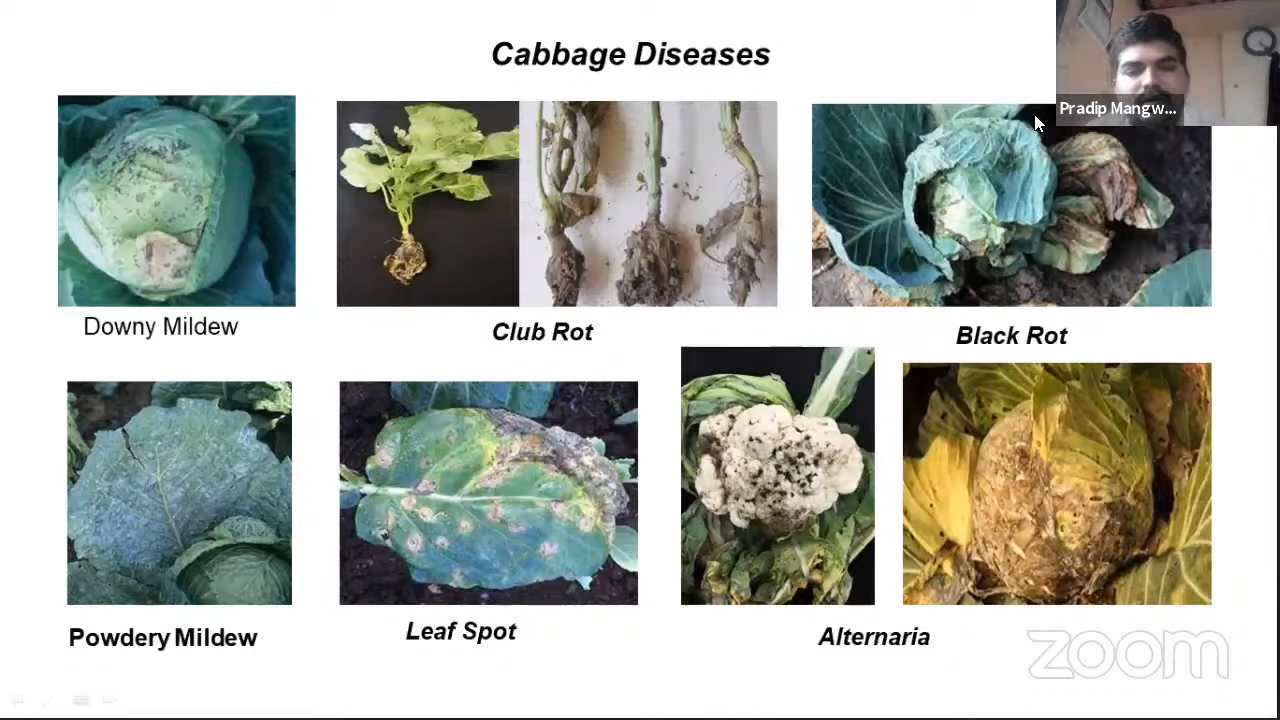 Cabbage Diseases
Pradip Mangw...
Downy Mildew
Club Rot
Black Rot
Powdery Mildew
Leaf Spot
Alternaria
zoom